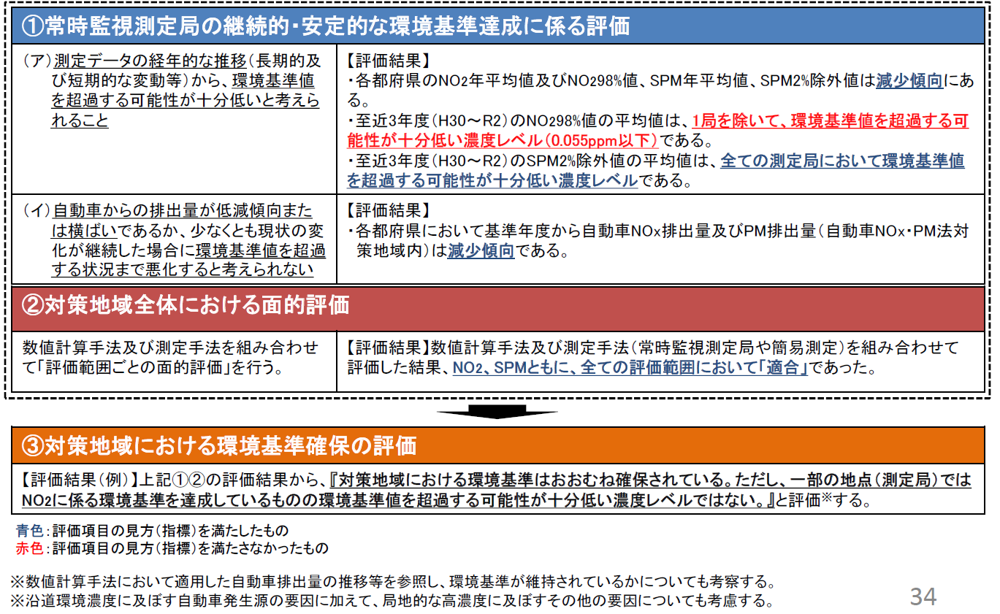 ①常時監視測定局の継続的・安定的な環境基準達成に係る評価
(ア)測定データの経年的な推移(長期的及
び短期的な変動等)から、環境基準値
を超過する可能性が十分低いと考えら
れること
【評価結果】
・各都府県のNO2年平均値及びNO298%値、SPM年平均値、SPM2%除外値は減少傾向にあ
る。
・至近3年度(H30～R2)のNO298%値の平均値は、1局を除いて、環境基準値を超過する可
能性が十分低い濃度レベル(0.055ppm以下)である。
・至近3年度(H30～R2)のSPM2%除外値の平均値は、全ての測定局において環境基準値
を超過する可能性が十分低い濃度レベルである。
(イ)自動車からの排出量が低減傾向また
は横ばいであるか、少なくとも現状の変
化が継続した場合に環境基準値を超過
する状況まで悪化すると考えられない
【評価結果】
・各都府県において基準年度から自動車NOx排出量及びPM排出量(自動車NOx・PM法対
策地域内)は減少傾向である。
②対策地域全体における面的評価
数値計算手法及び測定手法を組み合わせ
て「評価範囲ごとの面的評価」を行う。
【評価結果】数値計算手法及び測定手法(常時監視測定局や簡易測定)を組み合わせて
評価した結果、NO2、SPMともに、全ての評価範囲において「適合」であった。
③対策地域における環境基準確保の評価
【評価結果(例)】上記①②の評価結果から、『対策地域における環境基準はおおむね確保されている。ただし、一部の地点(測定局)では
NO2に係る環境基準を達成しているものの環境基準値を超過する可能性が十分低い濃度レベルではない。』と評価※する。
青色:評価項目の見方(指標)を満たしたもの
赤色:評価項目の見方(指標)を満たさなかったもの
※数値計算手法において適用した自動車排出量の推移等を参照し、環境基準が維持されているかについても考察する。
※沿道環境濃度に及ぼす自動車発生源の要因に加えて、局地的な高濃度に及ぼすその他の要因についても考慮する。
34